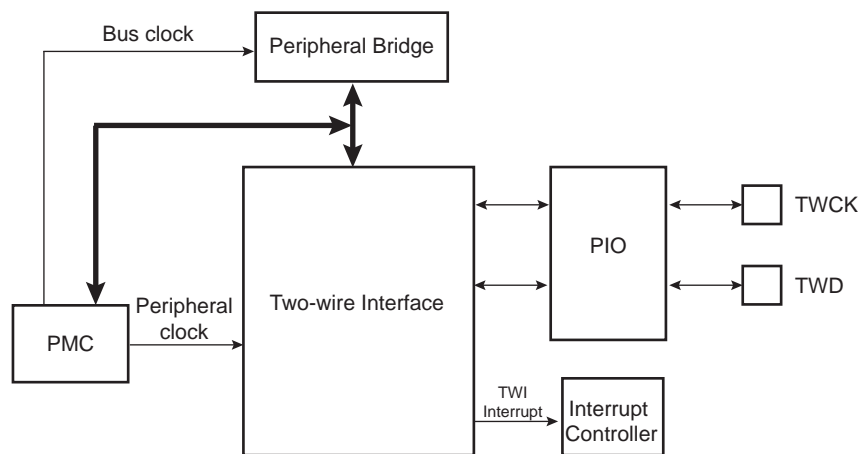 Bus clock
Peripheral Bridge
TWCK
PIO
Two-wire Interface
TWD
Peripheral
clock
PMC
TWI
Interrupt
Interrupt
Controller